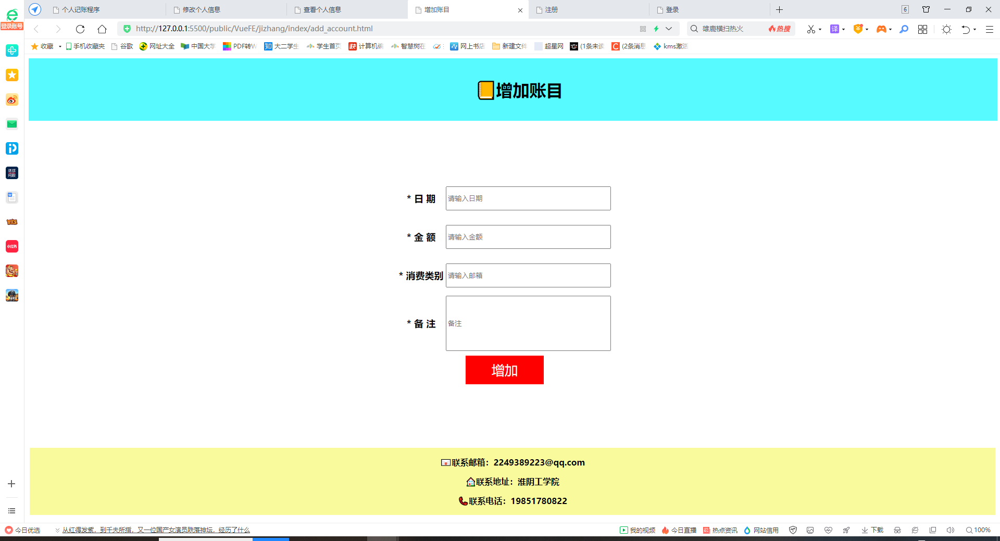 个人记账程序
修改个人信息
查看个人信息
增加账目
注册
登录
6
登录账号
http://127.0.0.1:5500/public/VueFE/jizhang/index/add_account.html
雄鹿横扫热火
热搜
译
收藏
手机收藏夹
谷歌
网址大全
中国大学
PDF转W
知 大二学生
学生首页
快 计算机编
智慧树在
网上书店
新建文件
超星网
(1条未读
C (2条消息
kms激活
增加账目
* 日 期 请输入日期
* 金 额 请输入金额
* 消费类别 请输入邮箱
* 备 注 备注
增加
环球
网校
小红书
联系邮箱：2249389223@qq.com
联系地址：淮阴工学院
联系电话：19851780822
今日优选
从红得发紫，到千夫所指，又一位国产女演员跌落神坛，经历了什么
我的视频
今日直播
热点资讯
网站信用
下载
100%